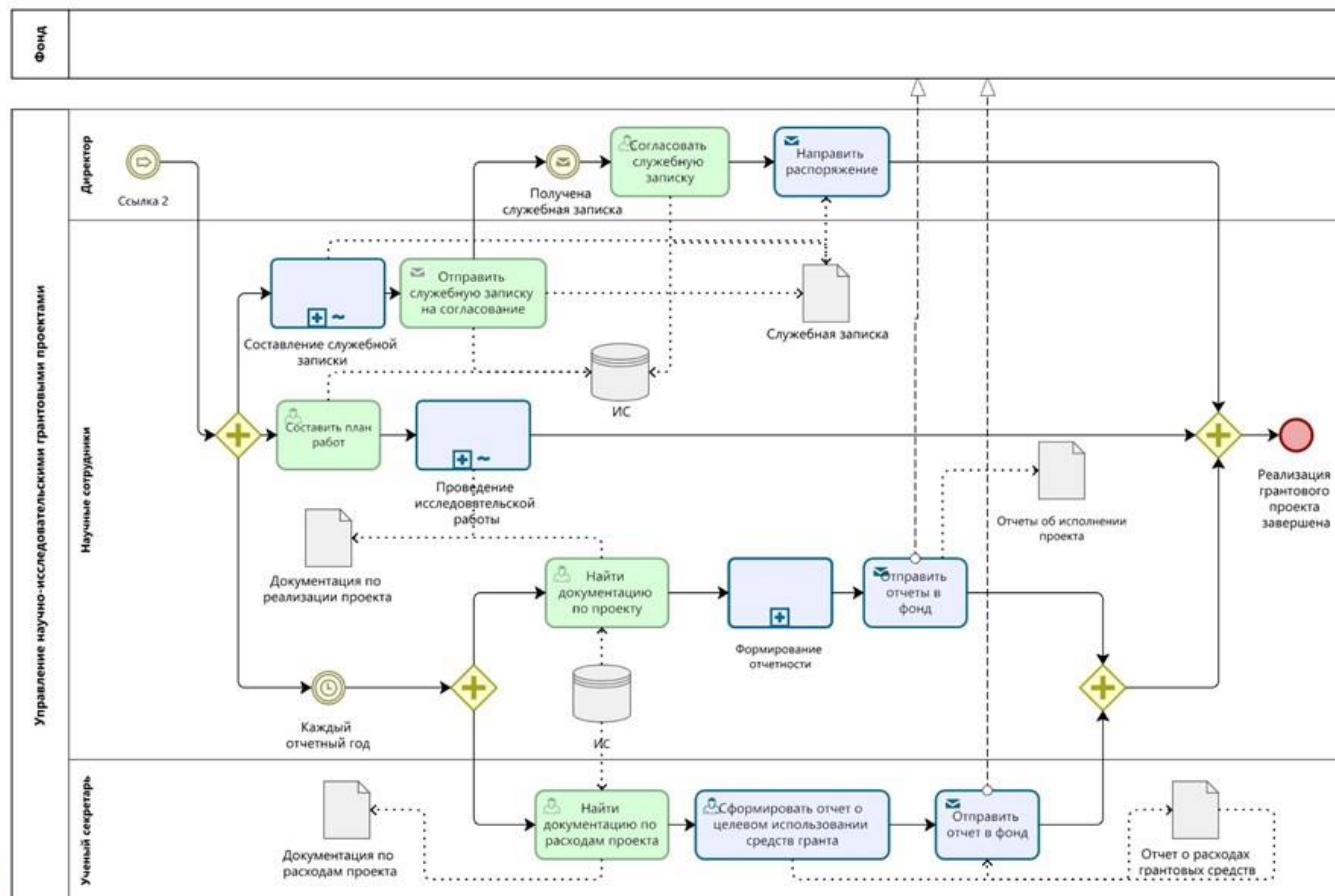 Фонд
Управление научно-исследовательскими грантовыми проектами
Директор
Ссылка 2
Получена
служебная записка
Согласовать
служебную
записку
Направить
распоряжение
Научные сотрудники
Составление служебной
записки
Отправить
служебную записку
на согласование
Служебная записка
ИС
Составить план
работ
Проведение
исследовательской
работы
Отчеты об исполнении
проекта
Реализация
грантового
проекта
завершена
Документация по
реализации проекта
Найти
документацию
по проекту
Формирование
отчетности
Отправить
отчеты в
фонд
Каждый
отчетный год
ИС
Ученый секретарь
Документация по
расходам проекта
Найти
документацию по
расходам проекта
Сформировать отчет о
целевом использовании
средств гранта
Отправить
отчет в фонд
Отчет о расходах
грантовых средств